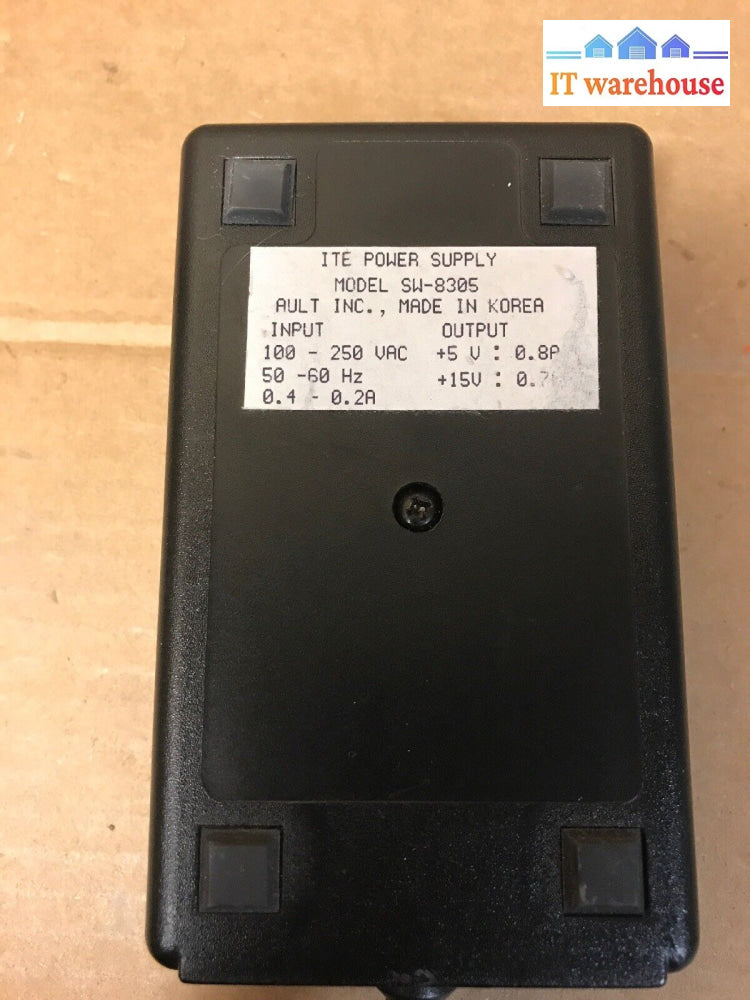 IT warehouse
ITE POWER SUPPLY
MODEL SW-8305
AULT INC., MADE IN KOREA
INPUT OUTPUT
100 - 250 VAC +5 V : 0.8A
50 -60 Hz +15V :
0.4 - 0.2A